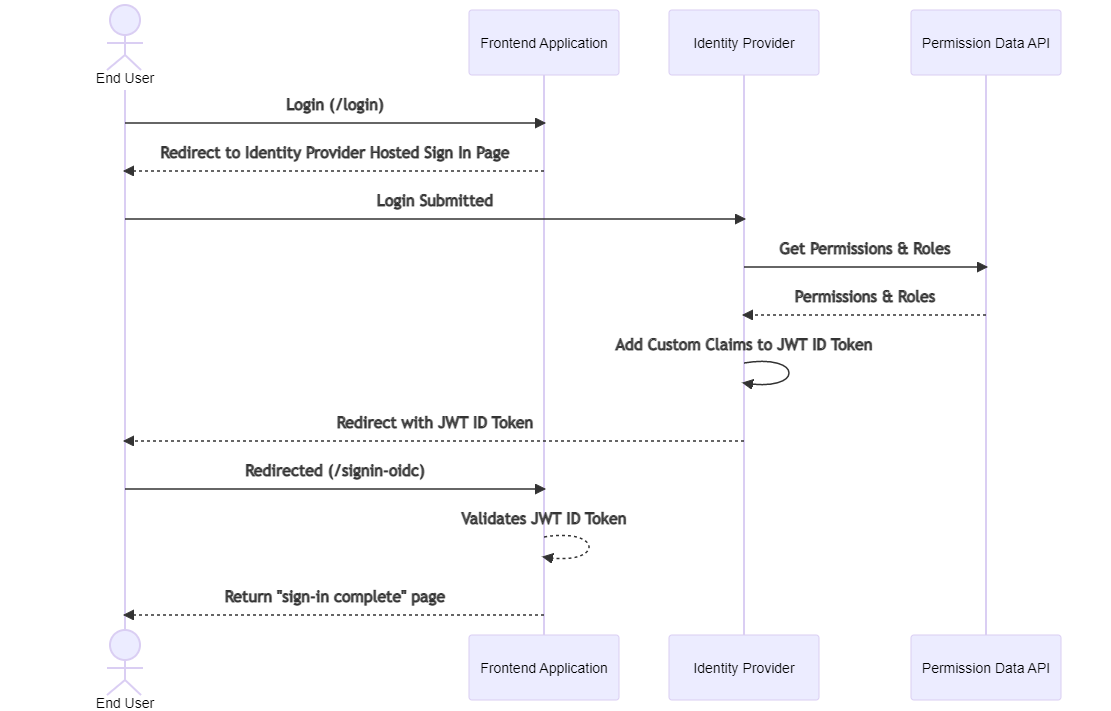 End User
Frontend Application
Identity Provider
Permission Data API
Login (/login)
Redirect to Identity Provider Hosted Sign In Page
Login Submitted
Get Permissions & Roles
Permissions & Roles
Add Custom Claims to JWT ID Token
Redirect with JWT ID Token
Redirected (/signin-oidc)
Validates JWT ID Token
Return "sign-in complete" page
End User
Frontend Application
Identity Provider
Permission Data API